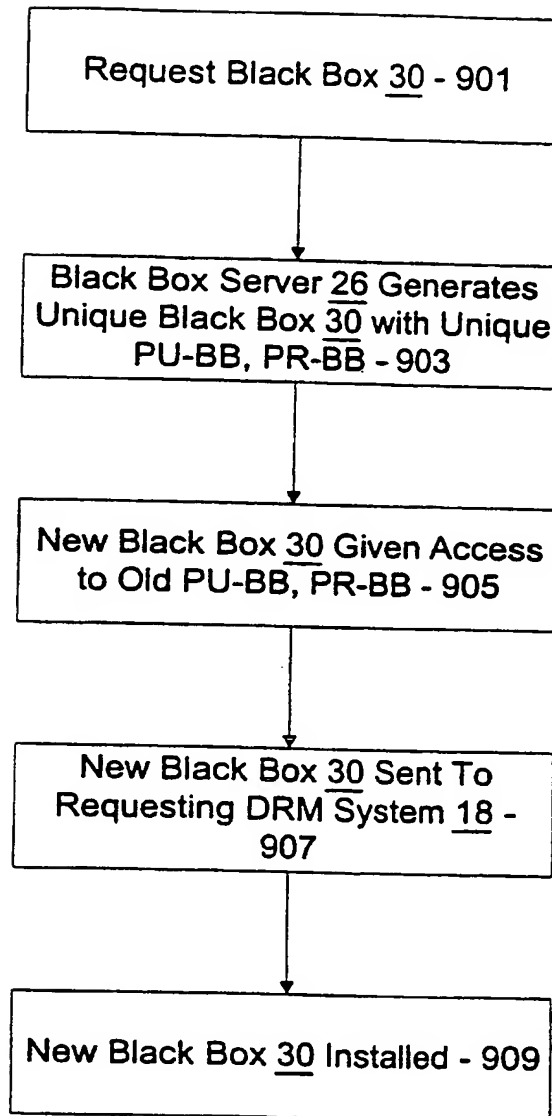 Request Black Box 30 - 901
Black Box Server 26 Generates
Unique Black Box 30 with Unique
PU-BB, PR-BB - 903
New Black Box 30 Given Access
to Old PU-BB, PR-BB - 905
New Black Box 30 Sent To
Requesting DRM System 18 -
907
New Black Box 30 Installed - 909